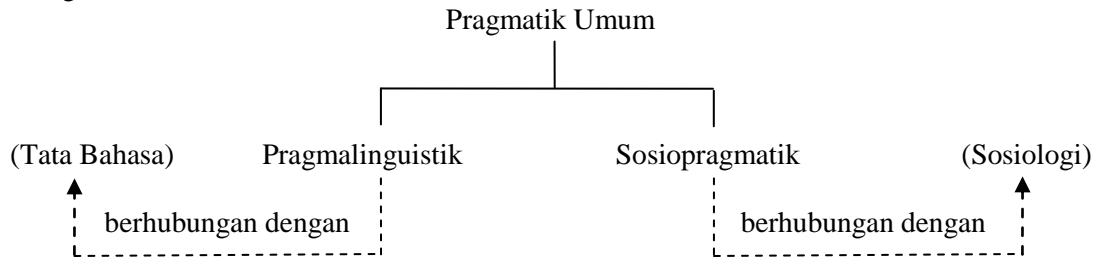 Pragmatik Umum
(Tata Bahasa) Pragmalinguistik Sosiopragmatik (Sosiologi)
berhubungan dengan berhubungan dengan